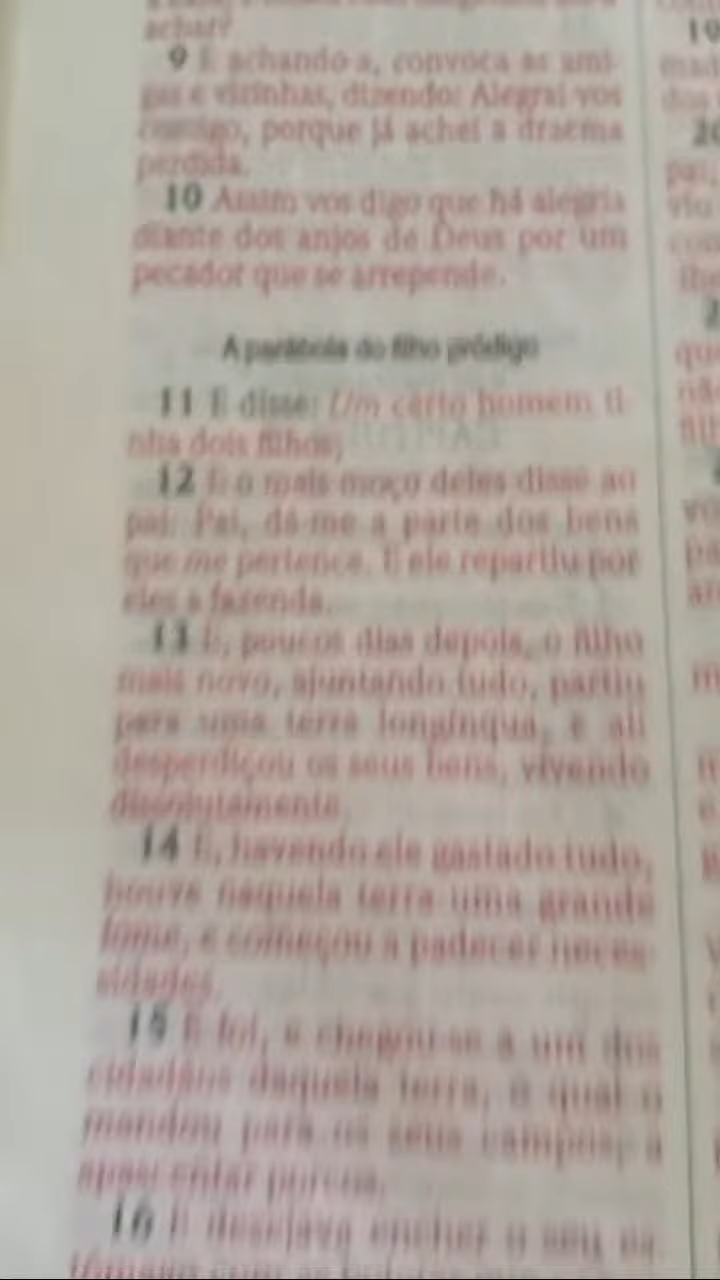 achar?
9 E achando-a, convoca as ami-
gas e vizinhas, dizendo: Alegrai-vos
comigo, porque já achei a dracma
perdida.
10 Assim vos digo que há alegria
diante dos anjos de Deus por um
pecador que se arrepende.
A parábola do filho pródigo
11 E disse: Um certo homem ti-
nha dois filhos;
12 E o mais moço deles disse ao
pai: Pai, dá-me a parte dos bens
que me pertence. E ele repartiu por
eles a fazenda.
13 E, poucos dias depois, o filho
mais novo, ajuntando tudo, partiu
para uma terra longínqua, e ali
desperdiçou os seus bens, vivendo
dissolutamente.
14 E, havendo ele gastado tudo,
houve naquela terra uma grande
fome, e começou a padecer neces-
sidades.
15 E foi, e chegou-se a um dos
cidadãos daquela terra, o qual o
mandou para os seus campos, a
apascentar porcos.
16 E desejava encher o seu es-
19
20
pai,
que